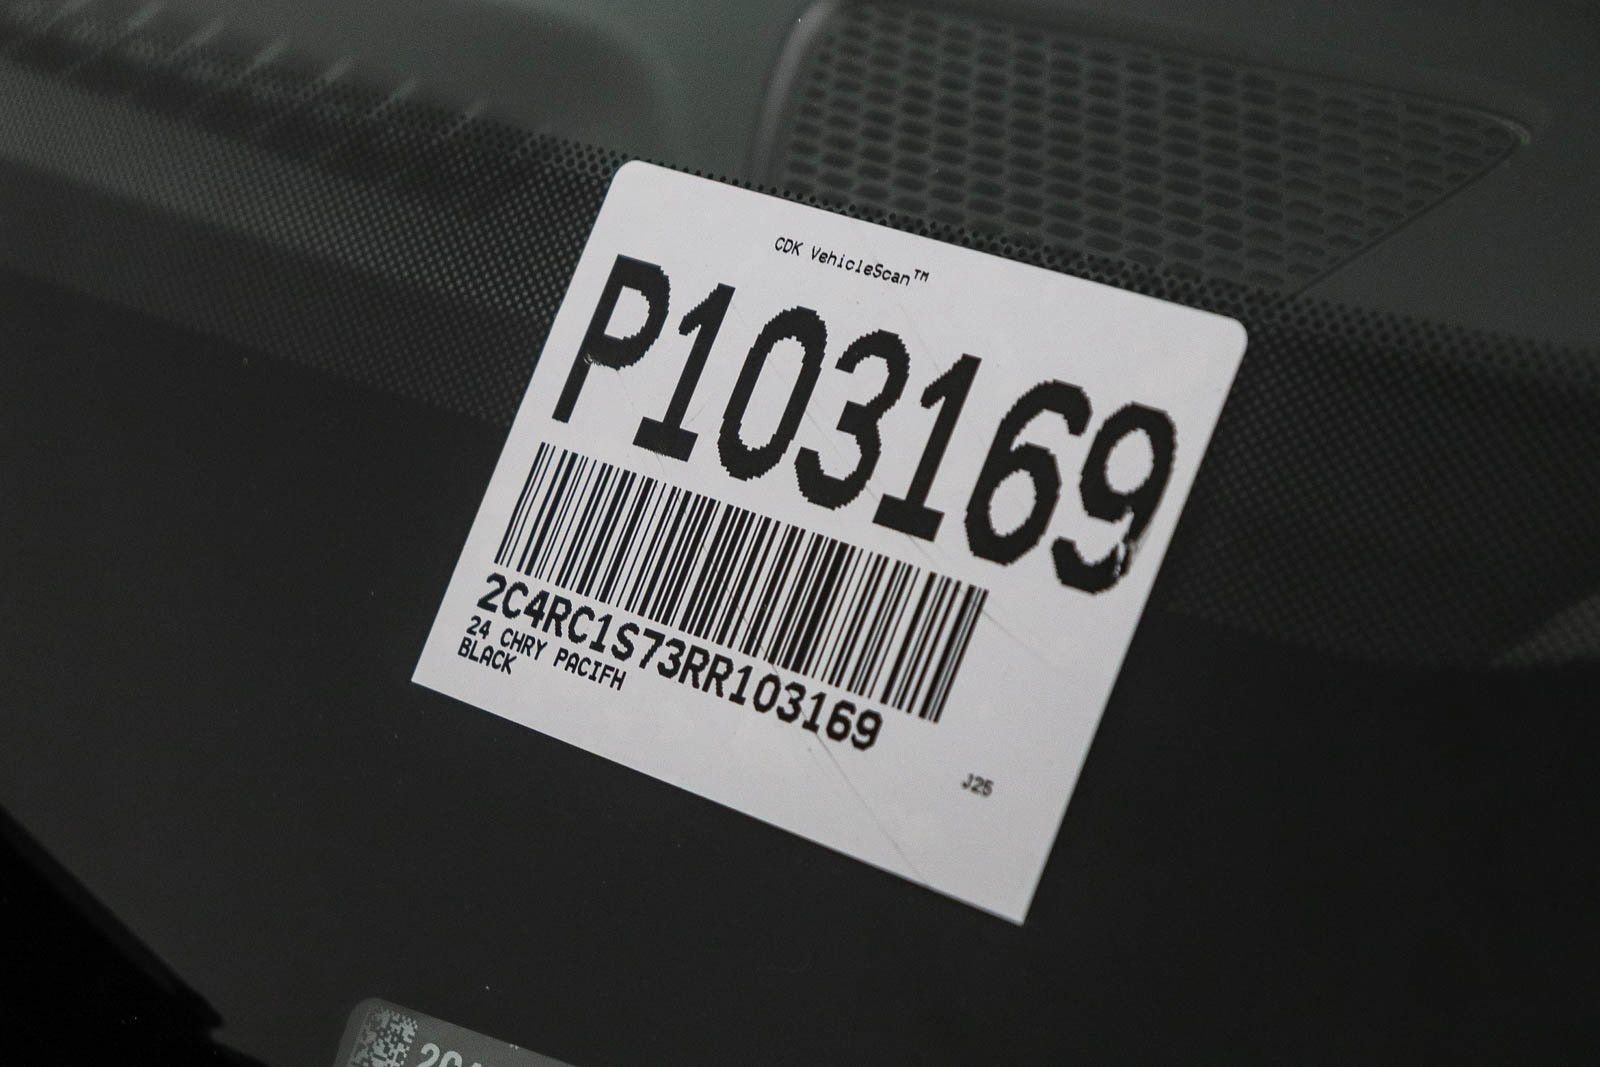 CDK VehicleScan™
P103169
2C4RC1S73RR103169
24 CHRY PACIFH
BLACK
J25